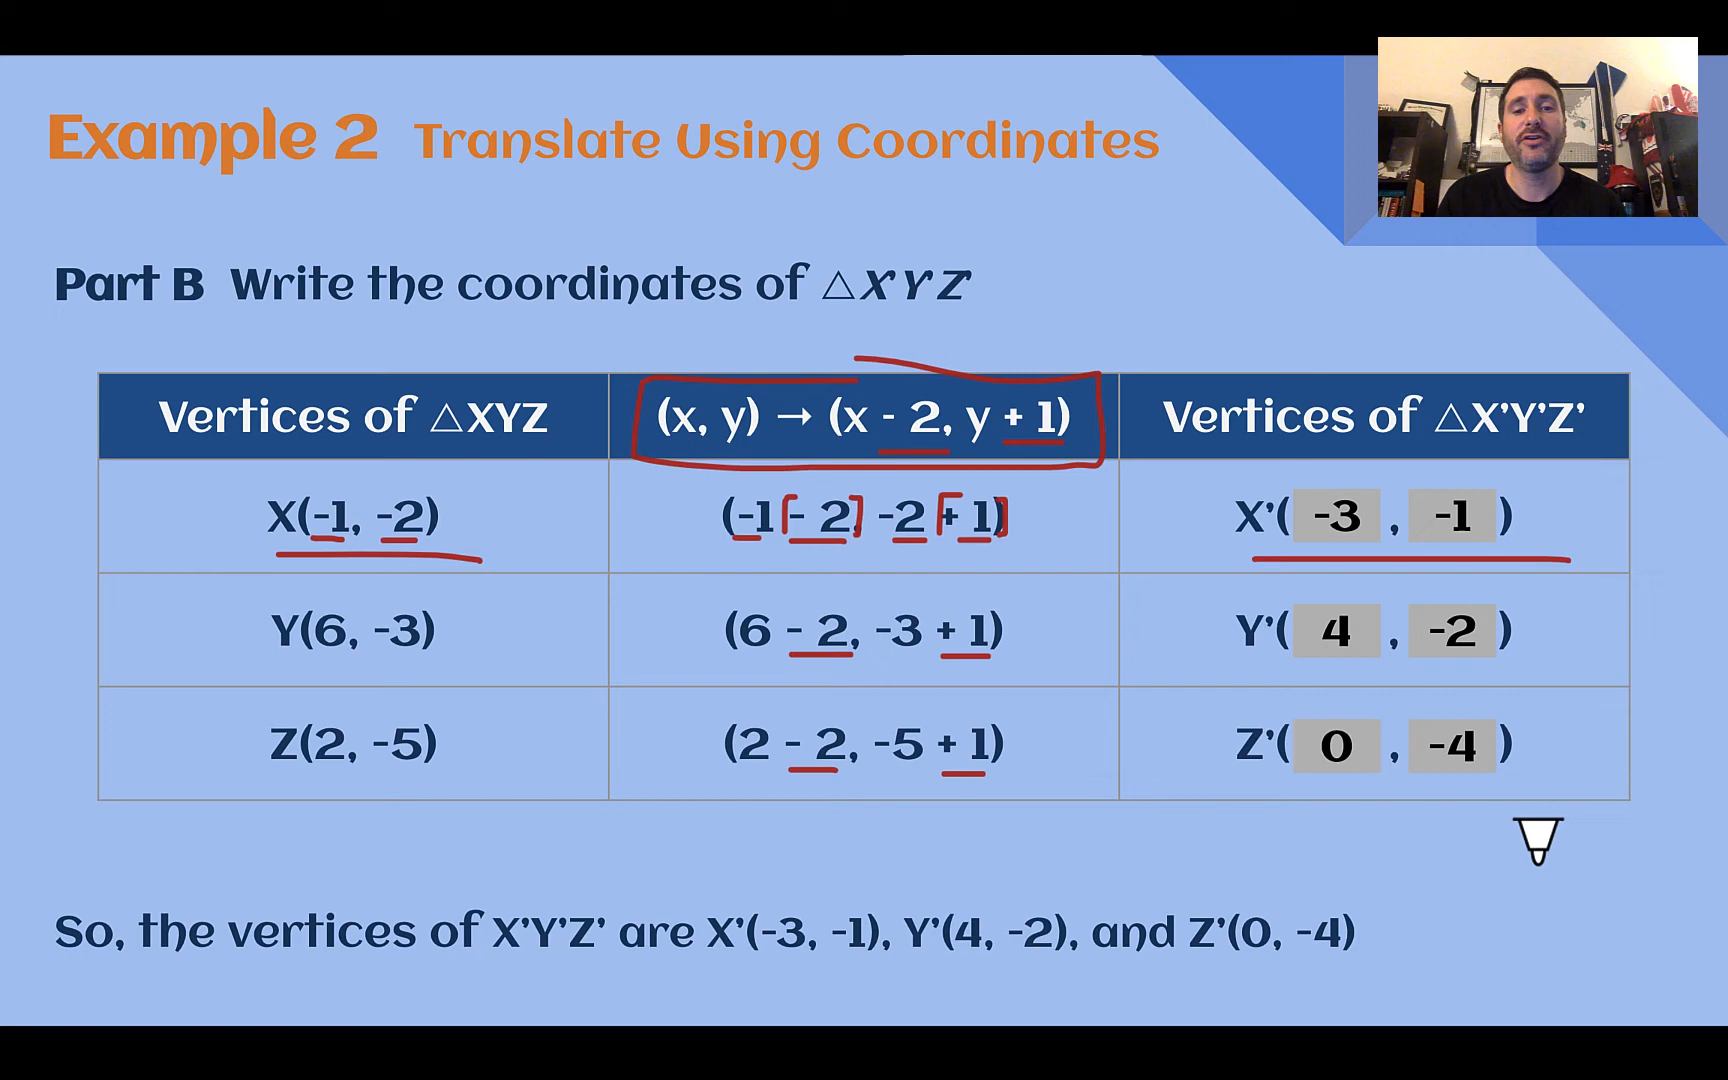 Example 2 Translate Using Coordinates
Part B Write the coordinates of △X'Y'Z'
Vertices of △XYZ (x, y) → (x - 2, y + 1) Vertices of △X’Y’Z’
X(-1, -2) (-1 - 2, -2 + 1) X’( -3 , -1 )
Y(6, -3) (6 - 2, -3 + 1) Y’( 4 , -2 )
Z(2, -5) (2 - 2, -5 + 1) Z’( 0 , -4 )
So, the vertices of X’Y’Z’ are X’(-3, -1), Y’(4, -2), and Z’(0, -4)